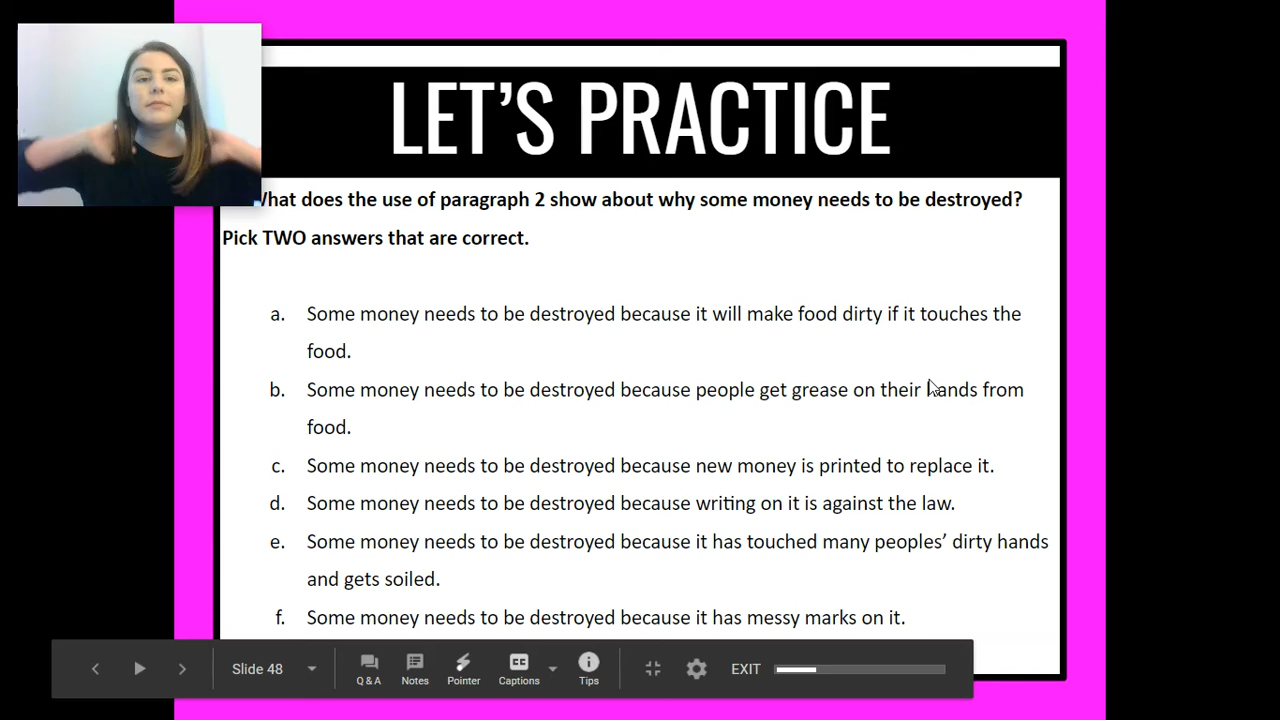 LET'S PRACTICE
What does the use of paragraph 2 show about why some money needs to be destroyed?
Pick TWO answers that are correct.
a. Some money needs to be destroyed because it will make food dirty if it touches the
food.
b. Some money needs to be destroyed because people get grease on their hands from
food.
c. Some money needs to be destroyed because new money is printed to replace it.
d. Some money needs to be destroyed because writing on it is against the law.
e. Some money needs to be destroyed because it has touched many peoples' dirty hands
and gets soiled.
f. Some money needs to be destroyed because it has messy marks on it.
Slide 48 Q & A Notes Pointer CC Captions Tips EXIT